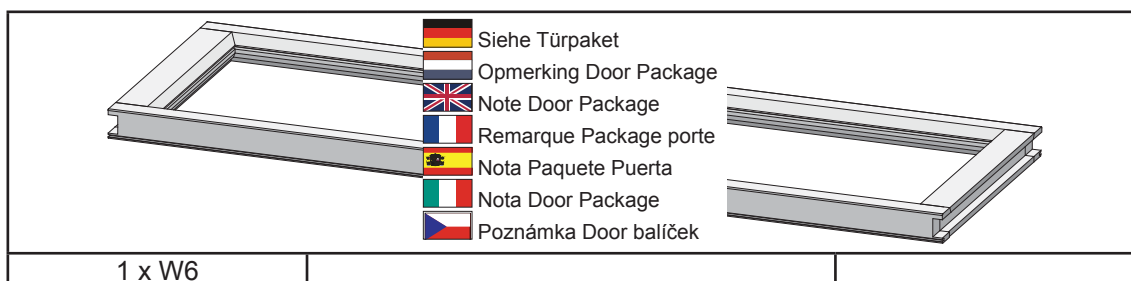 Siehe Türpaket
Opmerking Door Package
Note Door Package
Remarque Package porte
Nota Paquete Puerta
Nota Door Package
Poznámka Door balíček
1 x W6